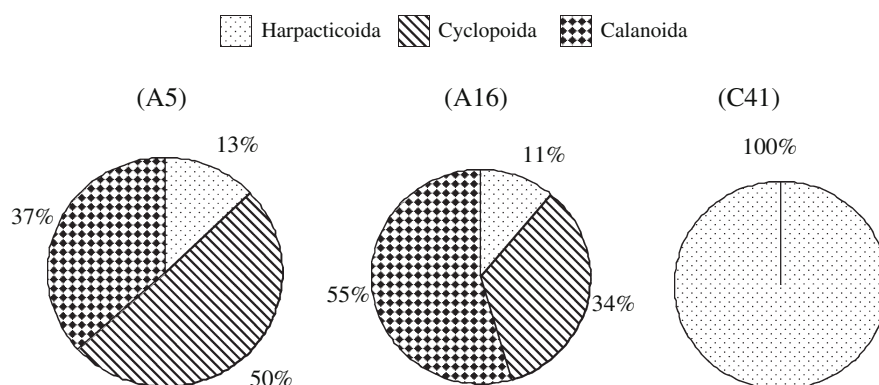 Harpacticoida Cyclopoida Calanoida
(A5) (A16) (C41)
13% 11% 100%
37% 55% 34%
50%